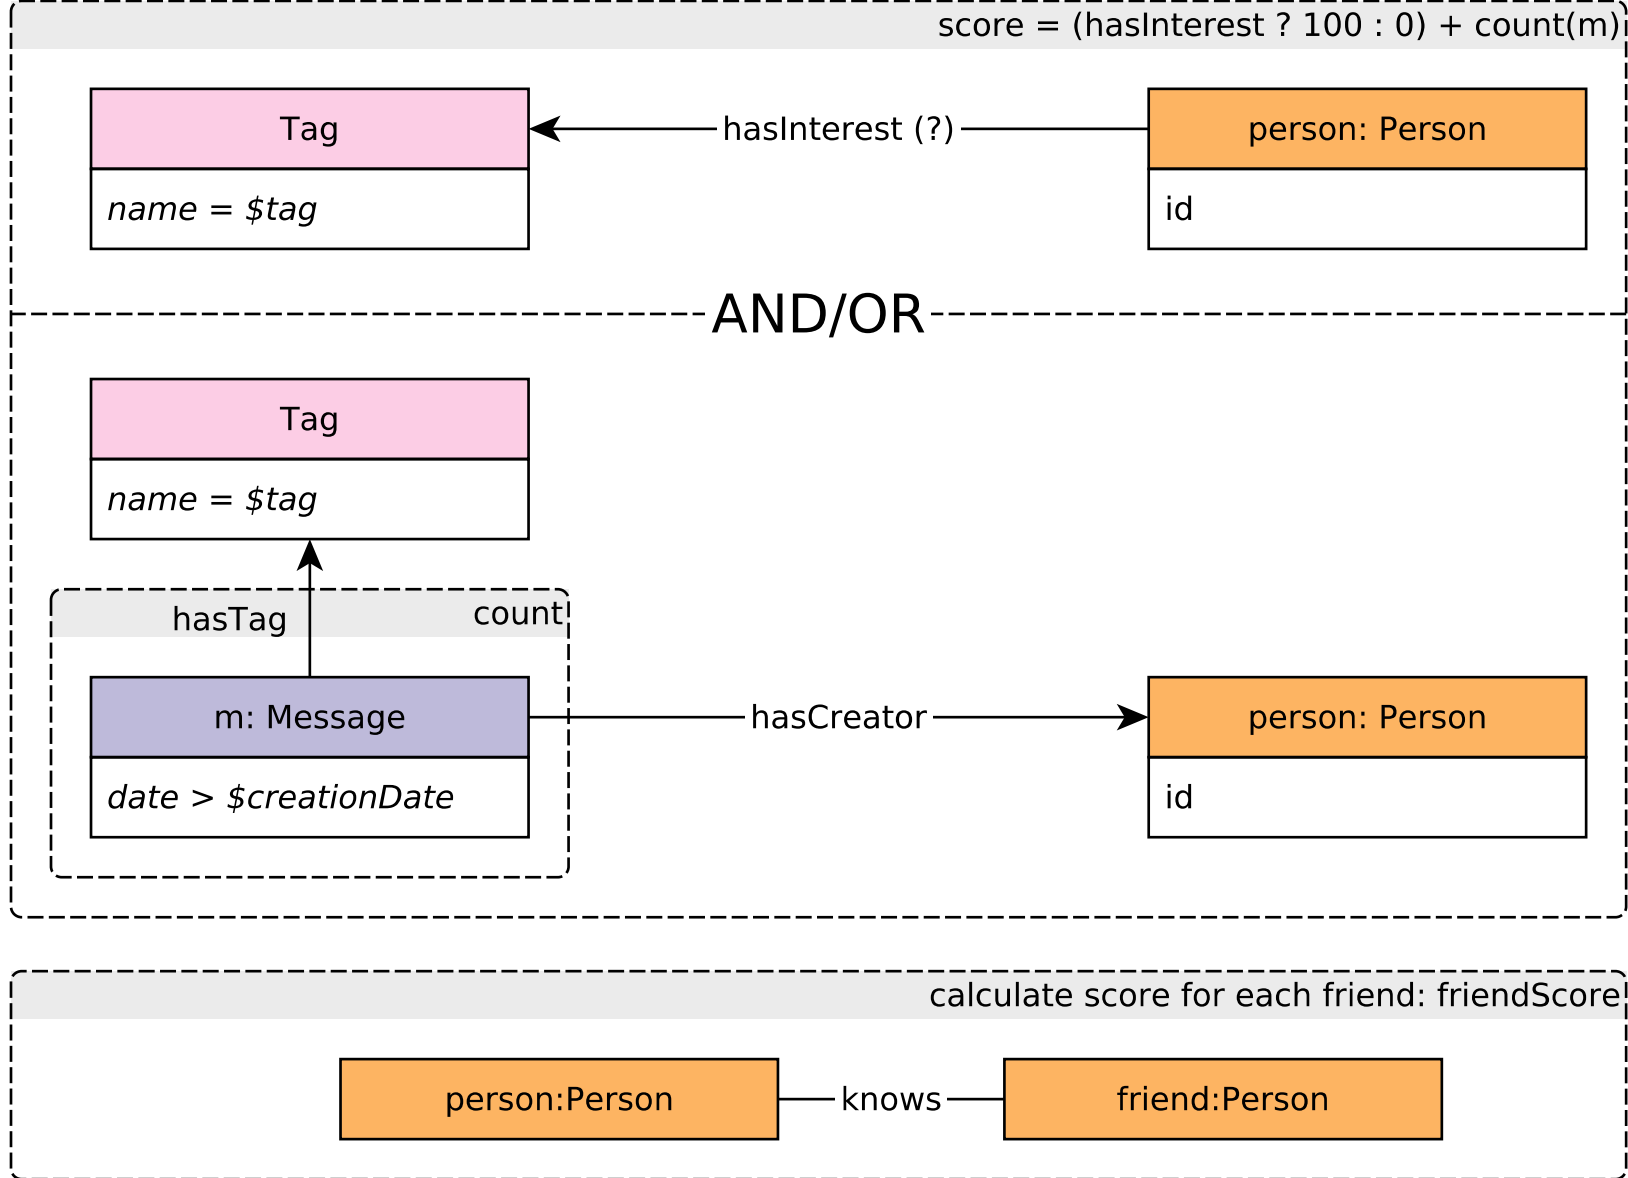 score = (hasInterest ? 100 : 0) + count(m)
Tag
hasInterest (?)
person: Person
name = $tag
id
AND/OR
Tag
name = $tag
hasTag
count
m: Message
hasCreator
person: Person
date > $creationDate
id
calculate score for each friend: friendScore
person:Person
knows
friend:Person